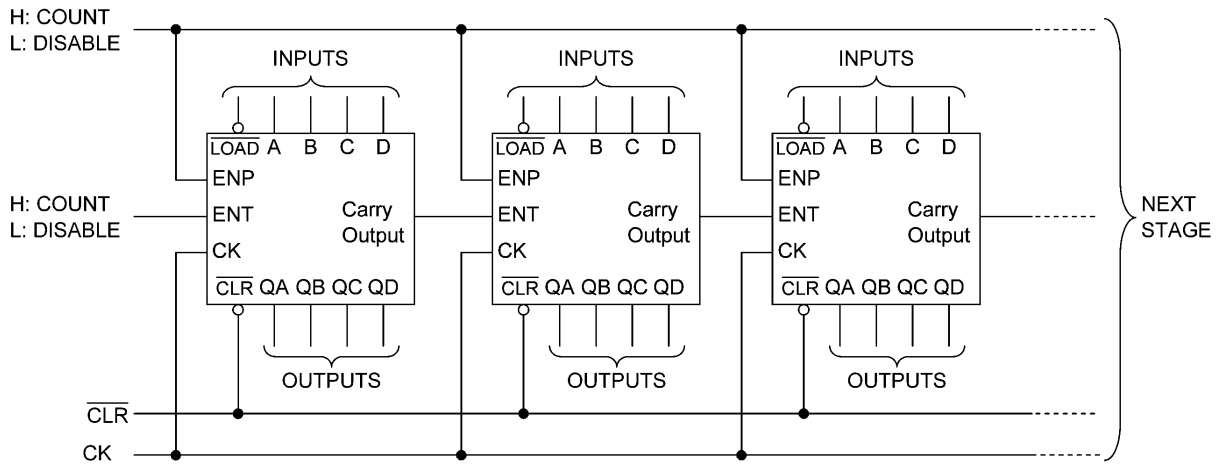 H: COUNT
L: DISABLE
INPUTS
INPUTS
INPUTS
LOAD A B C D
LOAD A B C D
LOAD A B C D
ENP
ENP
ENP
H: COUNT
L: DISABLE
ENT
Carry
Output
ENT
Carry
Output
ENT
Carry
Output
NEXT
STAGE
CK
CK
CK
CLR QA QB QC QD
CLR QA QB QC QD
CLR QA QB QC QD
OUTPUTS
OUTPUTS
OUTPUTS
CLR
CK